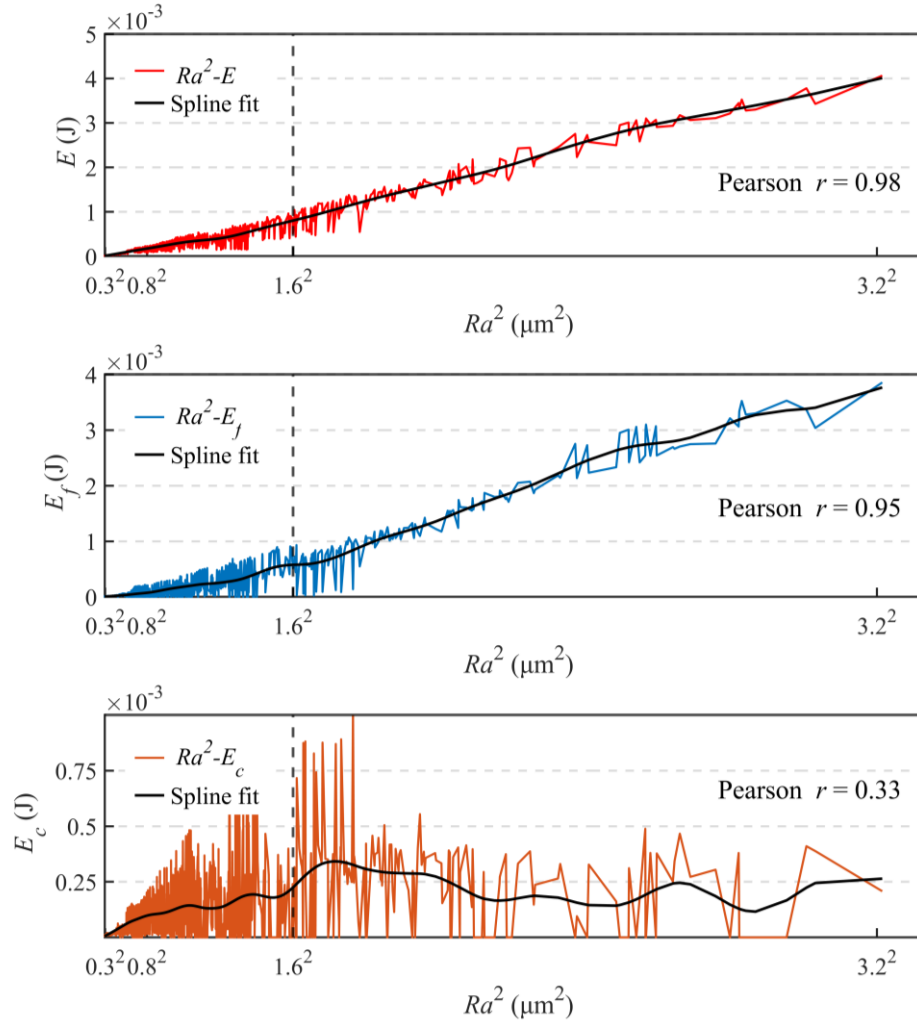 ×10⁻³
5
4
3
2
1
0
E (J)
Ra²-E
Spline fit
Pearson r = 0.98
0.3² 0.8² 1.6² 3.2²
Ra² (μm²)
×10⁻³
4
3
2
1
0
E_f (J)
Ra²-E_f
Spline fit
Pearson r = 0.95
0.3² 0.8² 1.6² 3.2²
Ra² (μm²)
×10⁻³
0.75
0.5
0.25
E_c (J)
Ra²-E_c
Spline fit
Pearson r = 0.33
0.3² 0.8² 1.6² 3.2²
Ra² (μm²)